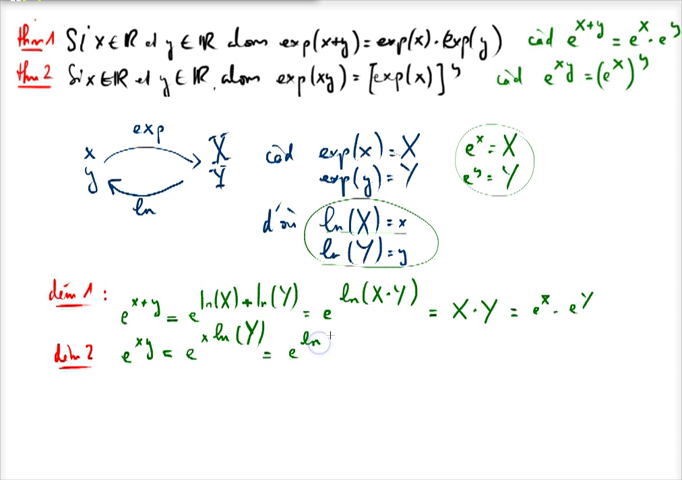 thm 1 Si x ∈ ℝ et y ∈ ℝ alors exp(x+y) = exp(x) · exp(y) càd e^{x+y} = e^x · e^y
thm 2 Si x ∈ ℝ et y ∈ ℝ, alors exp(xy) = [exp(x)]^y càd e^{xy} = (e^x)^y
exp
x X càd exp(x) = X e^x = X
y Y exp(y) = Y e^y = Y
ln
d'où ln(X) = x
ln(Y) = y
dém 1 : e^{x+y} = e^{ln(X)+ln(Y)} = e^{ln(X·Y)} = X·Y = e^x · e^y
dém 2 e^{xy} = e^{x ln(Y)} = e^{ln